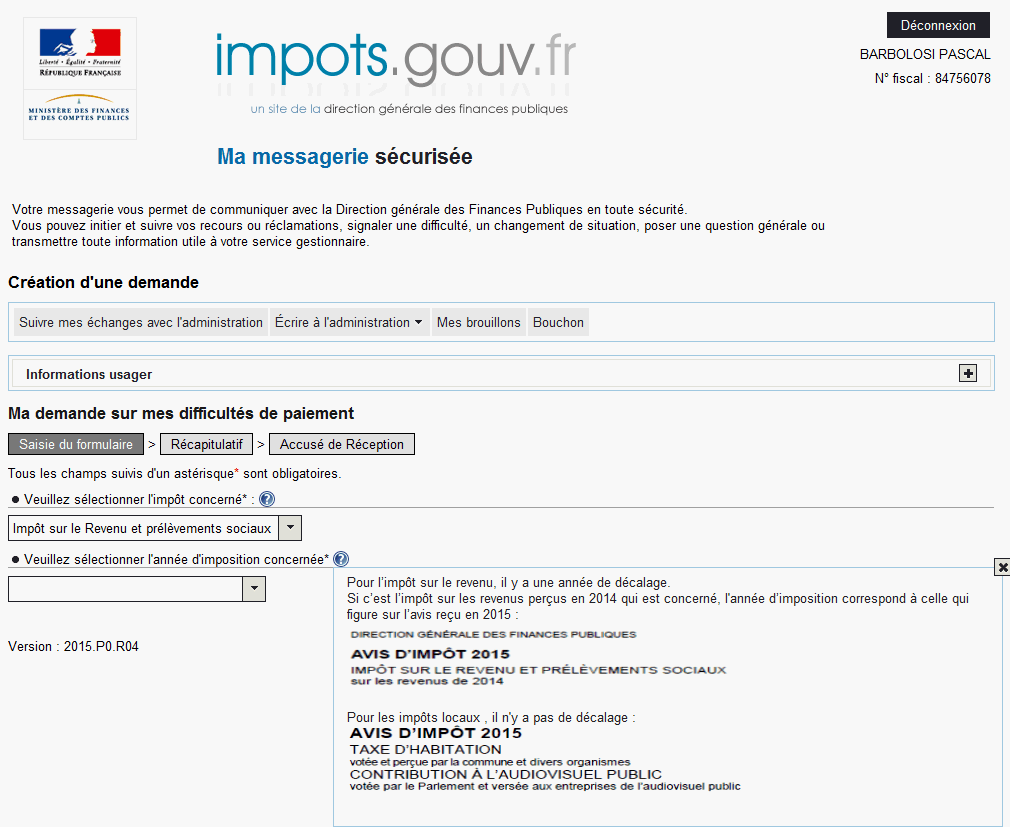 Liberté • Égalité • Fraternité
RÉPUBLIQUE FRANÇAISE
MINISTÈRE DES FINANCES
ET DES COMPTES PUBLICS
impots.gouv.fr
un site de la direction générale des finances publiques
Déconnexion
BARBOLOSI PASCAL
N° fiscal : 84756078
Ma messagerie sécurisée
Votre messagerie vous permet de communiquer avec la Direction générale des Finances Publiques en toute sécurité.
Vous pouvez initier et suivre vos recours ou réclamations, signaler une difficulté, un changement de situation, poser une question générale ou
transmettre toute information utile à votre service gestionnaire.
Création d'une demande
Suivre mes échanges avec l'administration Écrire à l'administration Mes brouillons Bouchon
Informations usager
Ma demande sur mes difficultés de paiement
Saisie du formulaire > Récapitulatif > Accusé de Réception
Tous les champs suivis d'un astérisque* sont obligatoires.
• Veuillez sélectionner l'impôt concerné* : ?
Impôt sur le Revenu et prélèvements sociaux
• Veuillez sélectionner l'année d'imposition concernée* ?
Pour l'impôt sur le revenu, il y a une année de décalage.
Si c'est l'impôt sur les revenus perçus en 2014 qui est concerné, l'année d'imposition correspond à celle qui
figure sur l'avis reçu en 2015 :
DIRECTION GÉNÉRALE DES FINANCES PUBLIQUES
AVIS D'IMPÔT 2015
IMPÔT SUR LE REVENU ET PRÉLÈVEMENTS SOCIAUX
sur les revenus de 2014
Pour les impôts locaux , il n'y a pas de décalage :
AVIS D'IMPÔT 2015
TAXE D'HABITATION
votée et perçue par la commune et divers organismes
CONTRIBUTION À L'AUDIOVISUEL PUBLIC
votée par le Parlement et versée aux entreprises de l'audiovisuel public
Version : 2015.P0.R04